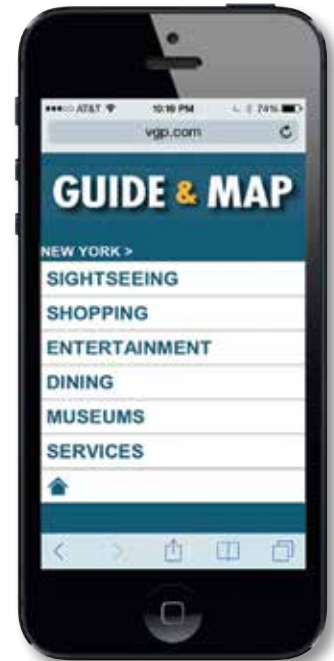 AT&T 10:16 PM 74%
vgp.com
GUIDE & MAP
NEW YORK >
SIGHTSEEING
SHOPPING
ENTERTAINMENT
DINING
MUSEUMS
SERVICES